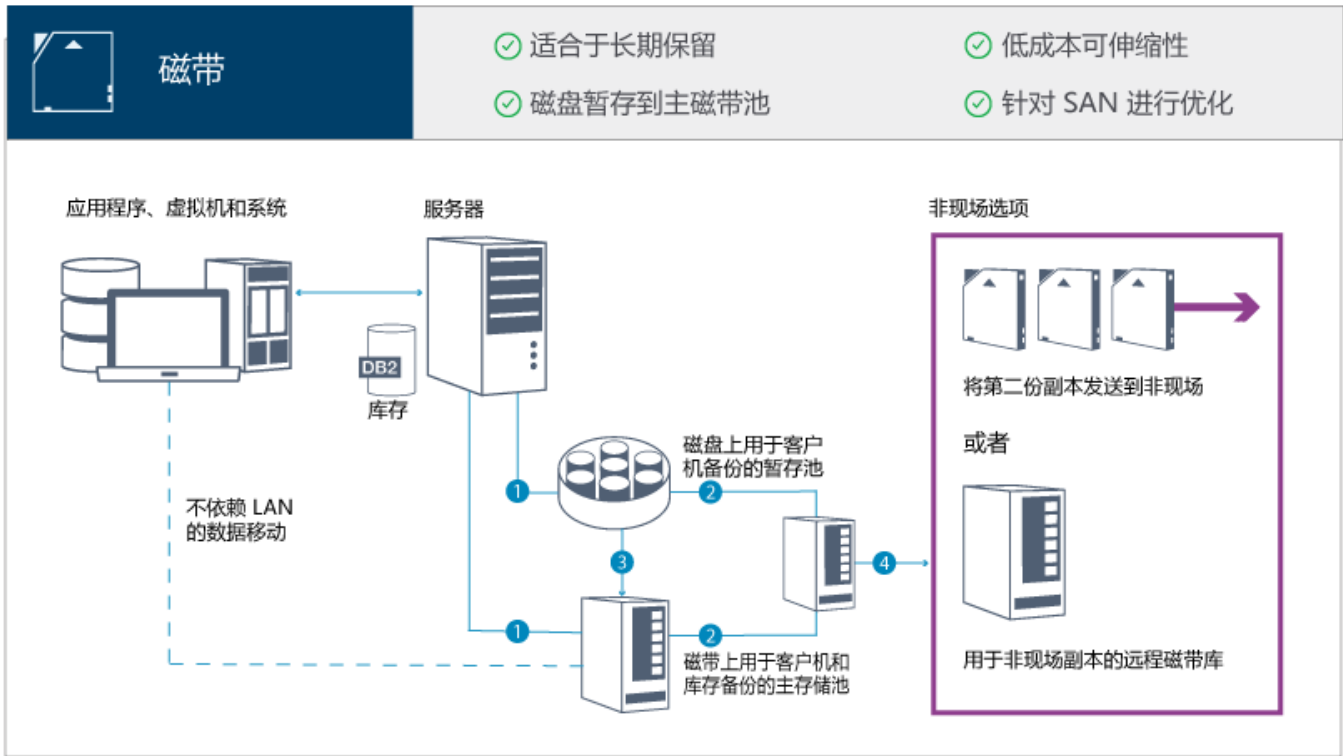 磁带
适合于长期保留
低成本可伸缩性
磁盘暂存到主磁带池
针对 SAN 进行优化
应用程序、虚拟机和系统
服务器
非现场选项
DB2
库存
将第二份副本发送到非现场
或者
磁盘上用于客户
机备份的暂存池
1
2
不依赖 LAN
的数据移动
3
4
1
2
磁带上用于客户机和
库存备份的主存储池
用于非现场副本的远程磁带库